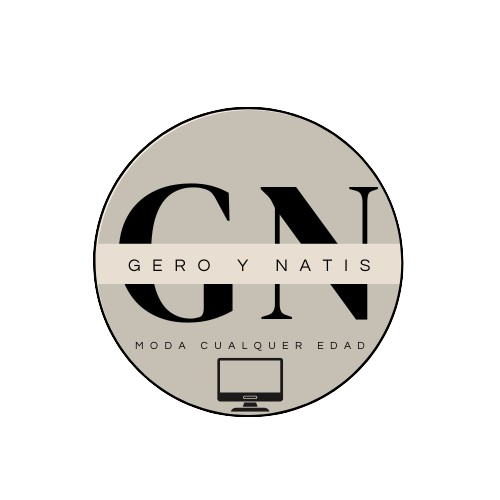 GN
GERO Y NATIS
MODA CUALQUER EDAD